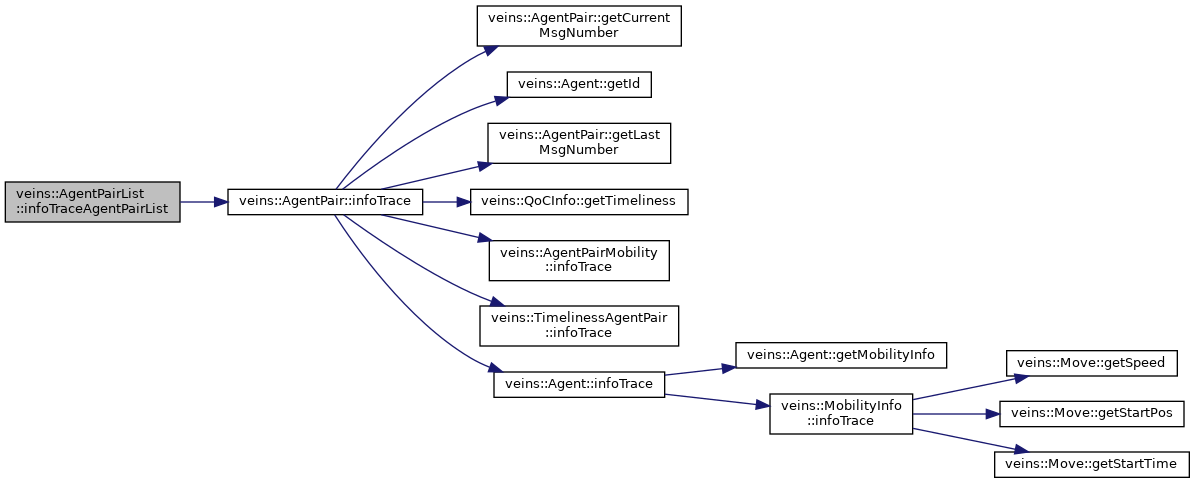 veins::AgentPairList
::infoTraceAgentPairList
veins::AgentPair::infoTrace
veins::AgentPair::getCurrent
MsgNumber
veins::Agent::getId
veins::AgentPair::getLast
MsgNumber
veins::QoCInfo::getTimeliness
veins::AgentPairMobility
::infoTrace
veins::TimelinessAgentPair
::infoTrace
veins::Agent::infoTrace
veins::Agent::getMobilityInfo
veins::MobilityInfo
::infoTrace
veins::Move::getSpeed
veins::Move::getStartPos
veins::Move::getStartTime